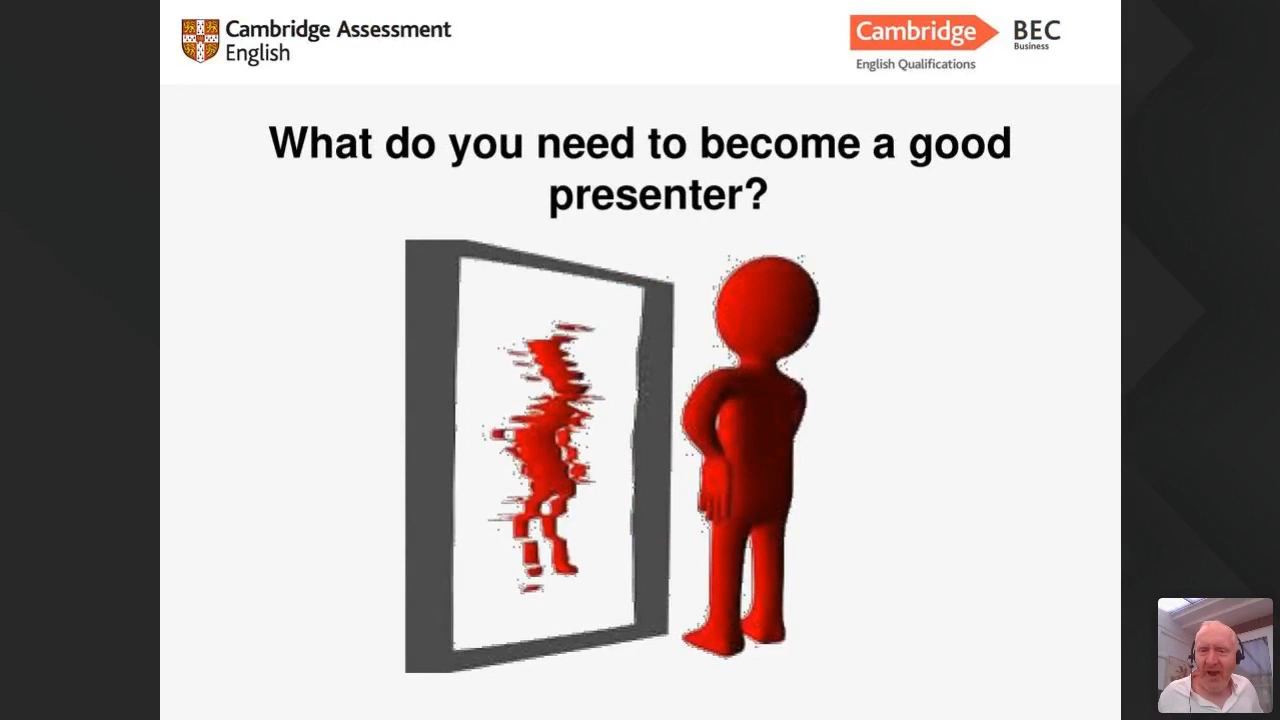 Cambridge Assessment
English
Cambridge
BEC
Business
English Qualifications
What do you need to become a good
presenter?